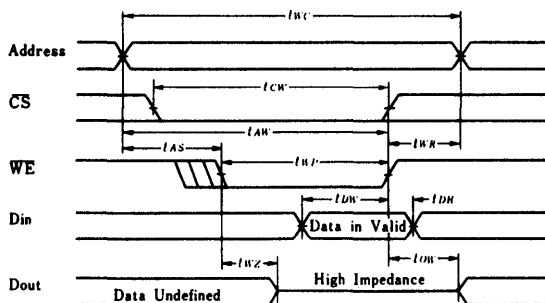 tWC
Address
tCW
CS
tAW
tAS
tWR
tWP
WE
tDW
tDH
Din
Data in Valid
tWZ
tOW
High Impedance
Dout
Data Undefined